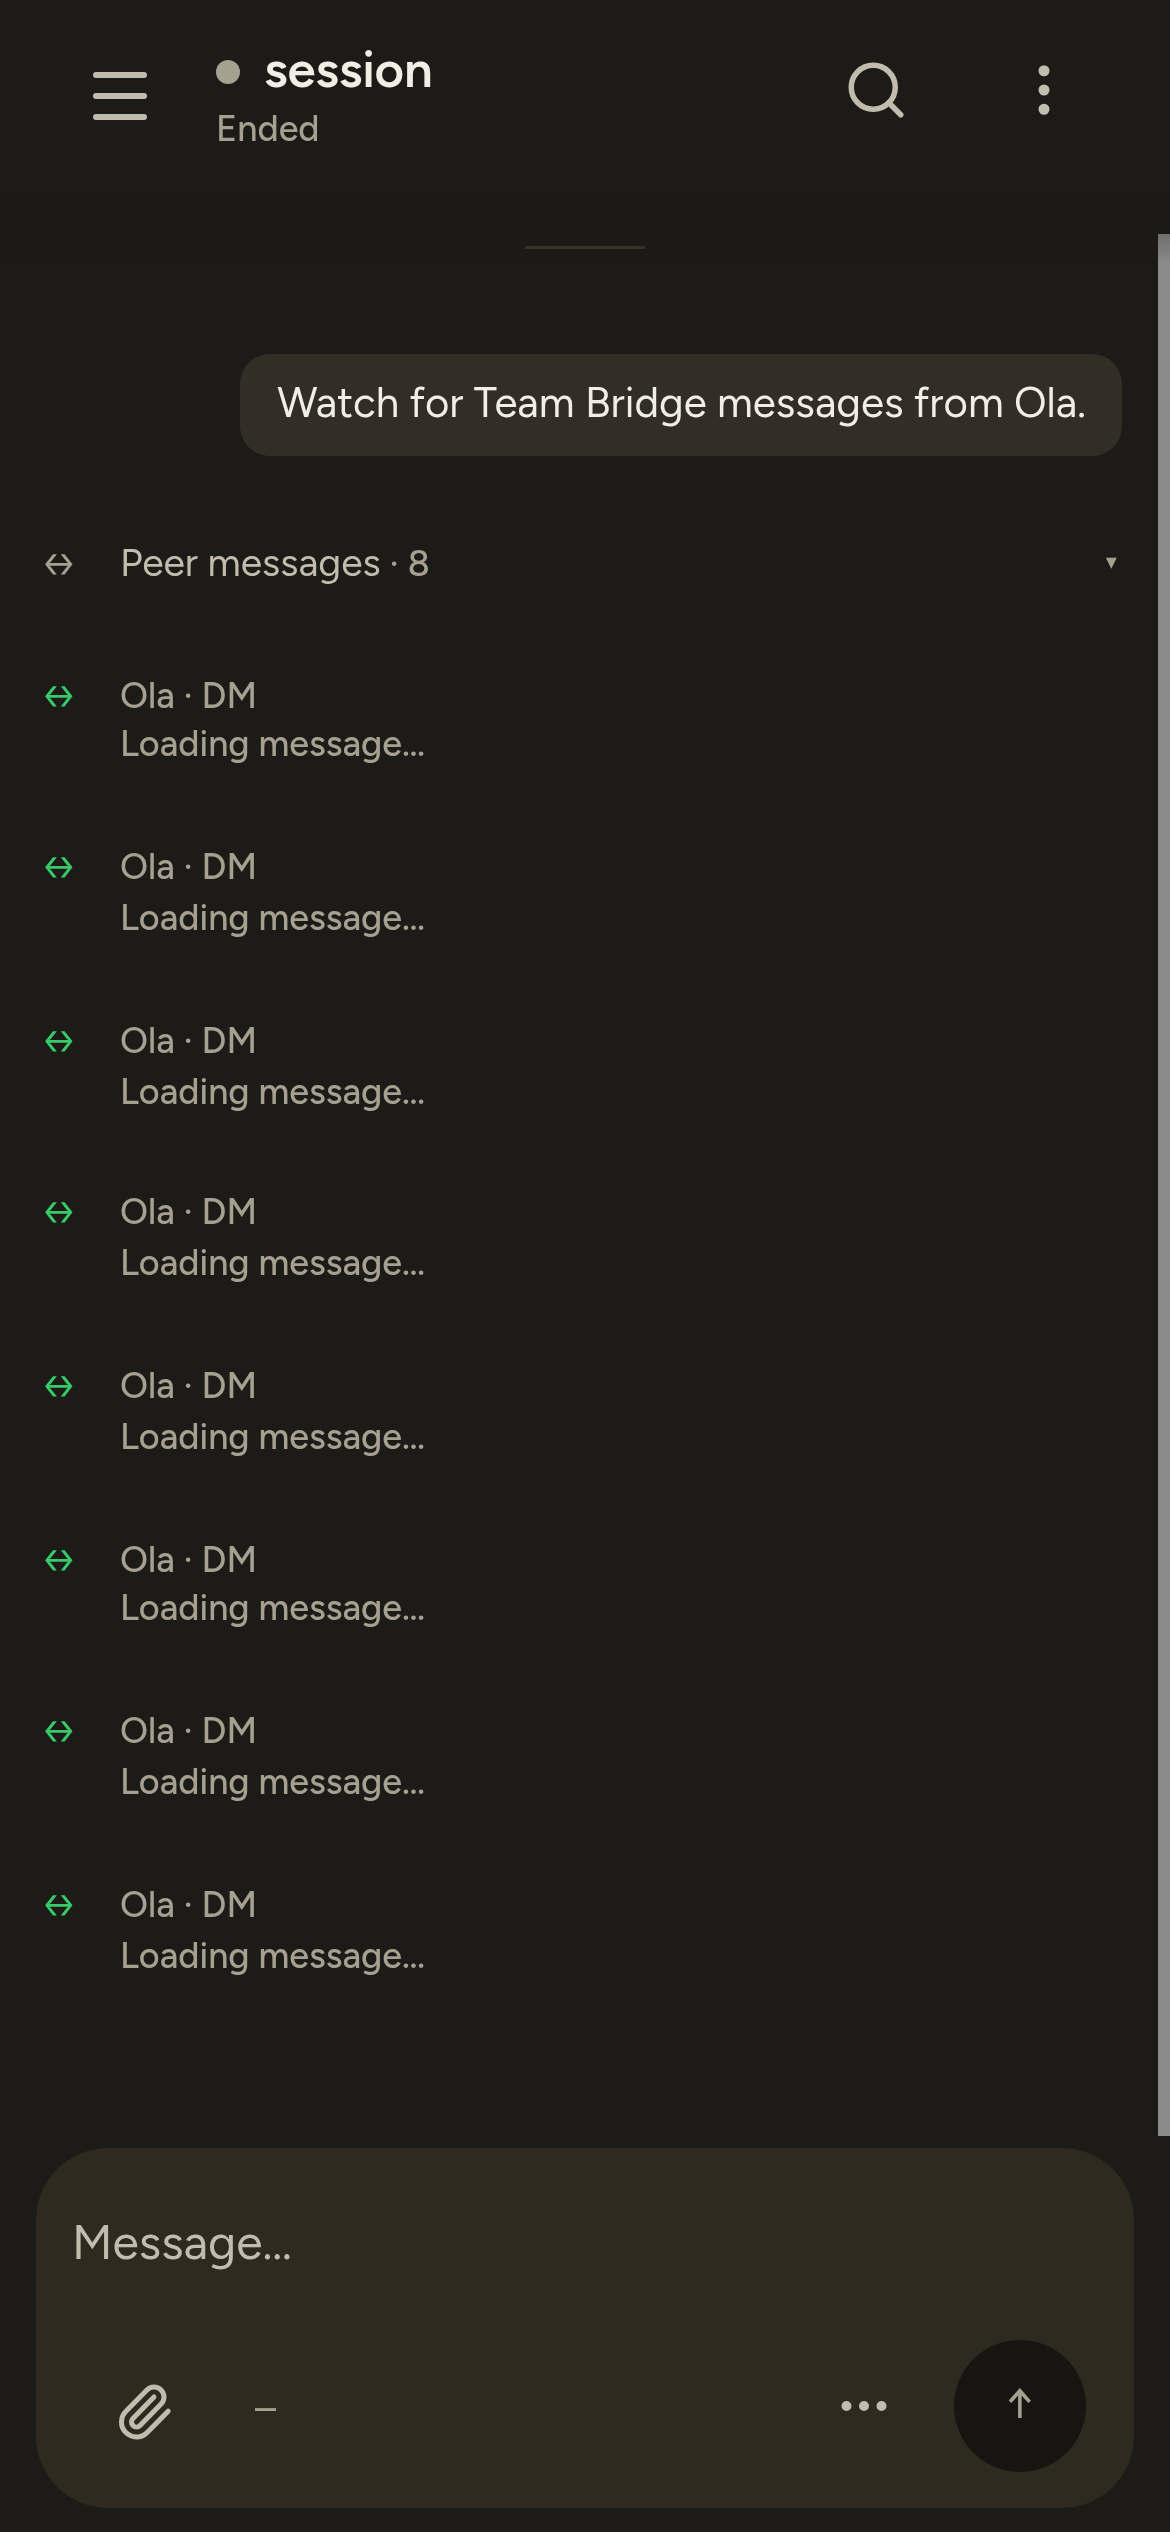 session
Ended
Watch for Team Bridge messages from Ola.
Peer messages · 8
Ola · DM
Loading message...
Ola · DM
Loading message...
Ola · DM
Loading message...
Ola · DM
Loading message...
Ola · DM
Loading message...
Ola · DM
Loading message...
Ola · DM
Loading message...
Ola · DM
Loading message...
Message...